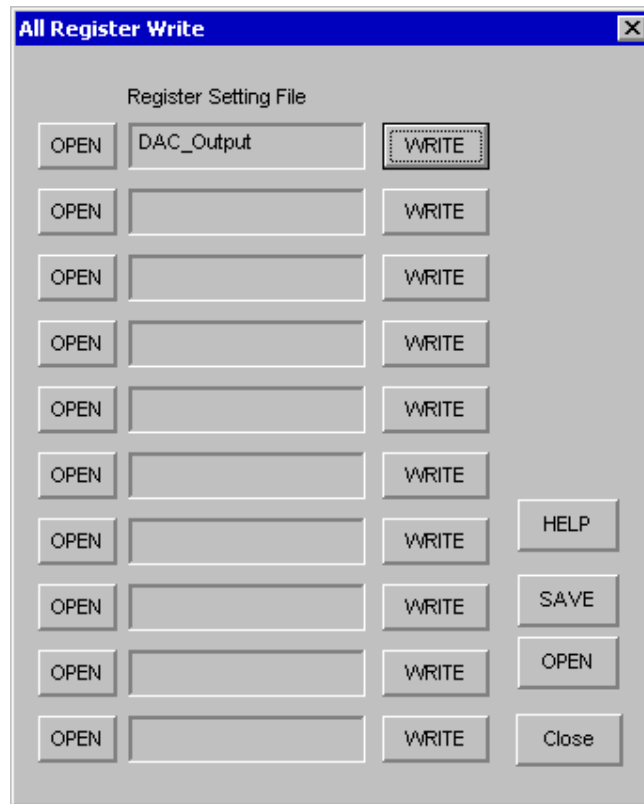 All Register Write
Register Setting File
OPEN DAC_Output WRITE
OPEN WRITE
OPEN WRITE
OPEN WRITE
OPEN WRITE
OPEN WRITE
OPEN WRITE HELP
OPEN WRITE SAVE
OPEN WRITE OPEN
OPEN WRITE Close